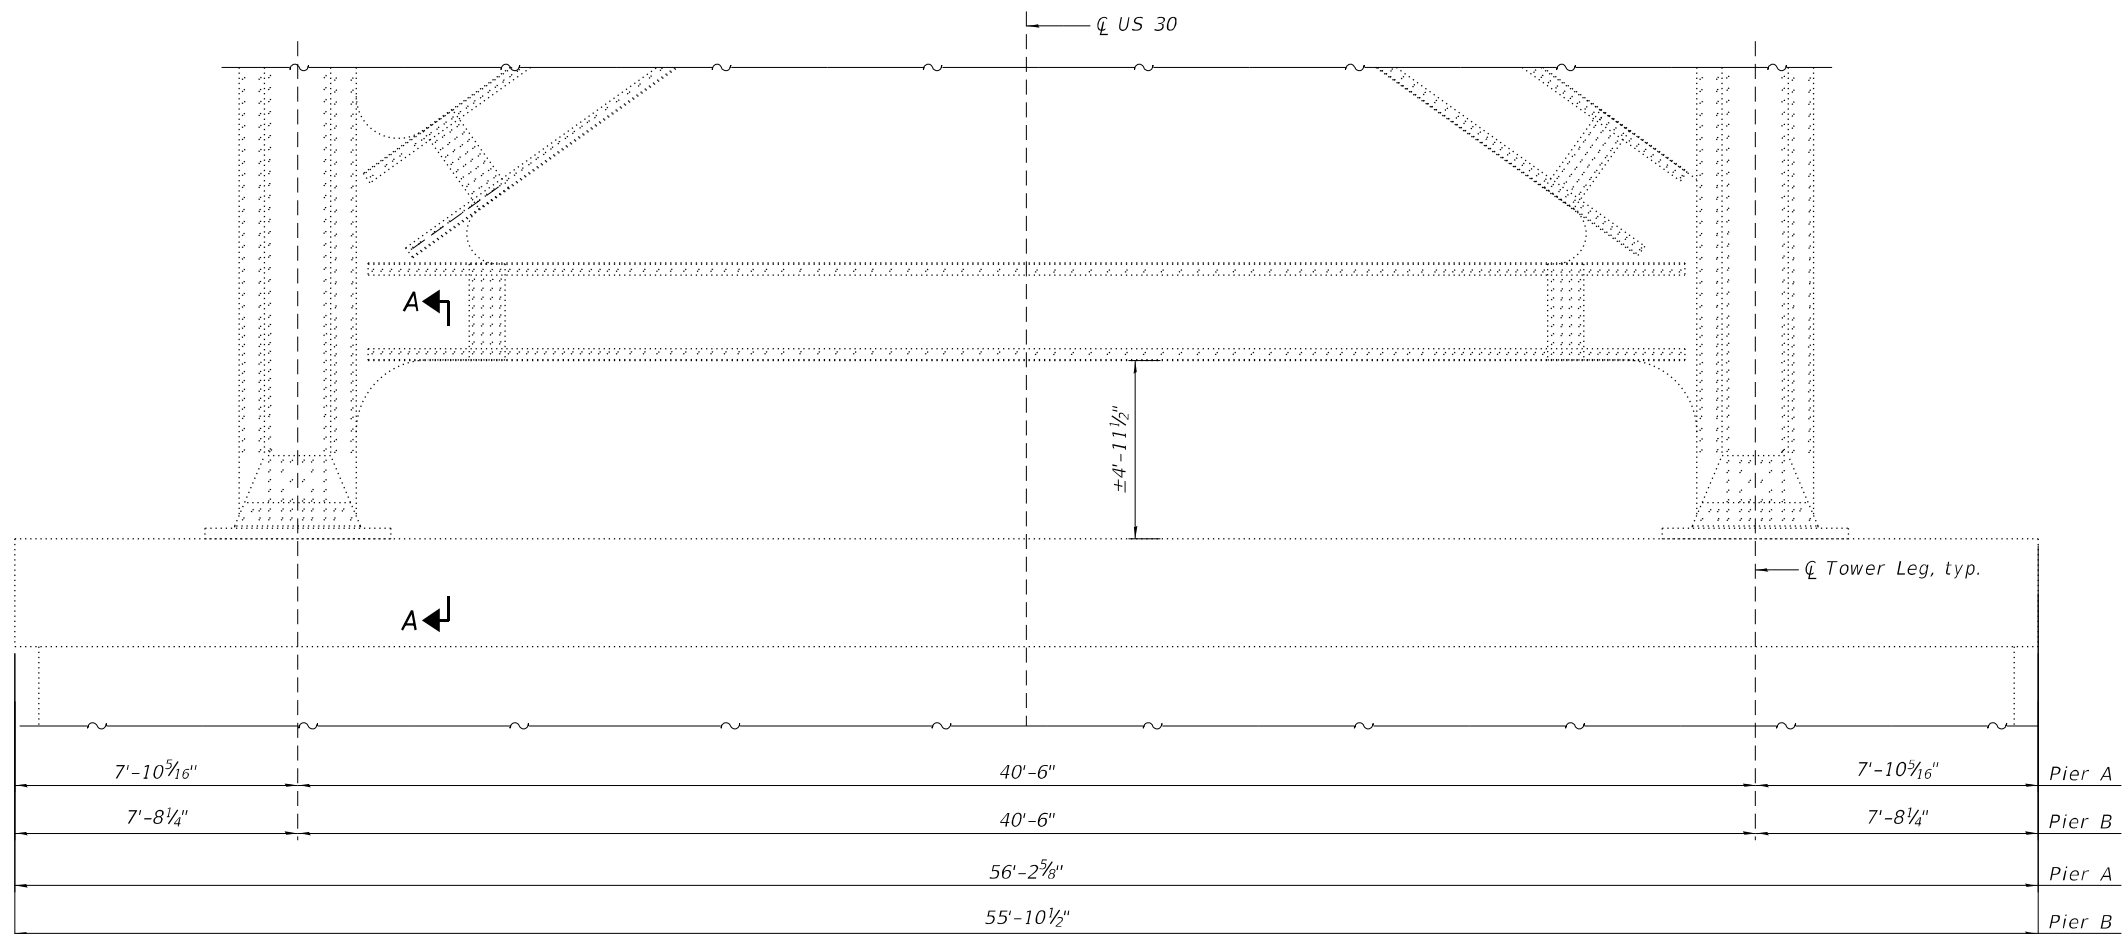 ℄ US 30
A
±4'-11½"
℄ Tower Leg, typ.
A
7'-10⁵⁄₁₆" 40'-6" 7'-10⁵⁄₁₆" Pier A
7'-8¼" 40'-6" 7'-8¼" Pier B
56'-2⅝" Pier A
55'-10½" Pier B